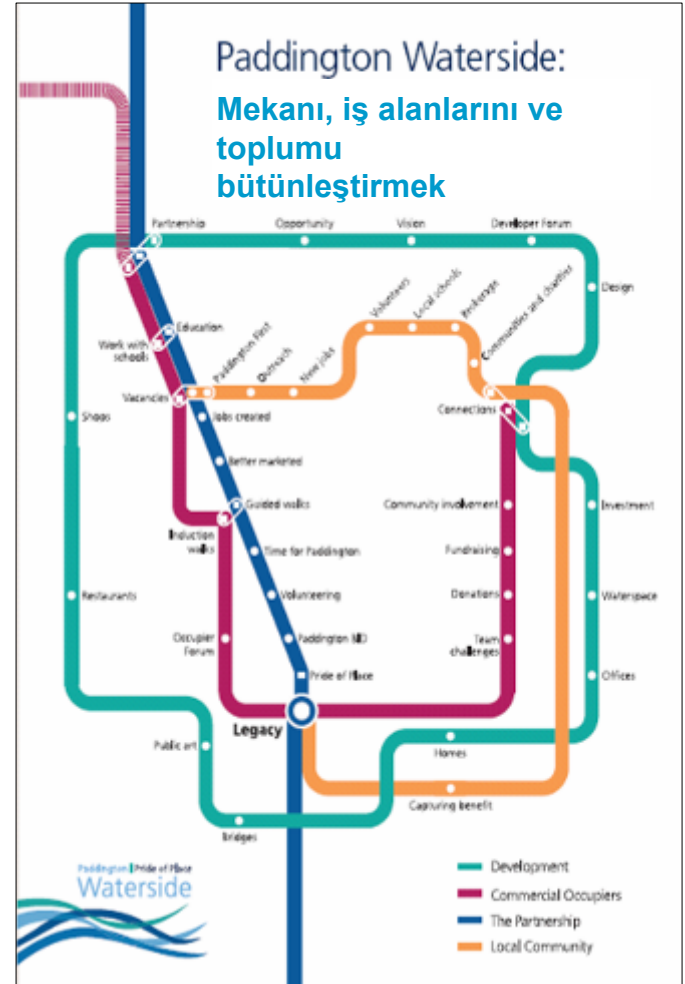 Paddington Waterside:
Mekanı, iş alanlarını ve
toplumu
bütünleştirmek
Partnership
Opportunity
Vision
Developer Forum
Design
Volunteers
Local schools
Brokerage
Communities and charities
Education
Work with
schools
Paddington First
Outreach
New jobs
Vacancies
Connections
Shops
Jobs created
Better marketed
Guided walks
Community involvement
Investment
Induction
walks
Time for Paddington
Fundraising
Restaurants
Volunteering
Donations
Waterspace
Occupier
Forum
Paddington BID
Team
challenges
Pride of Place
Offices
Legacy
Public art
Homes
Capturing benefit
Bridges
Paddington Pride of Place
Waterside
Development
Commercial Occupiers
The Partnership
Local Community